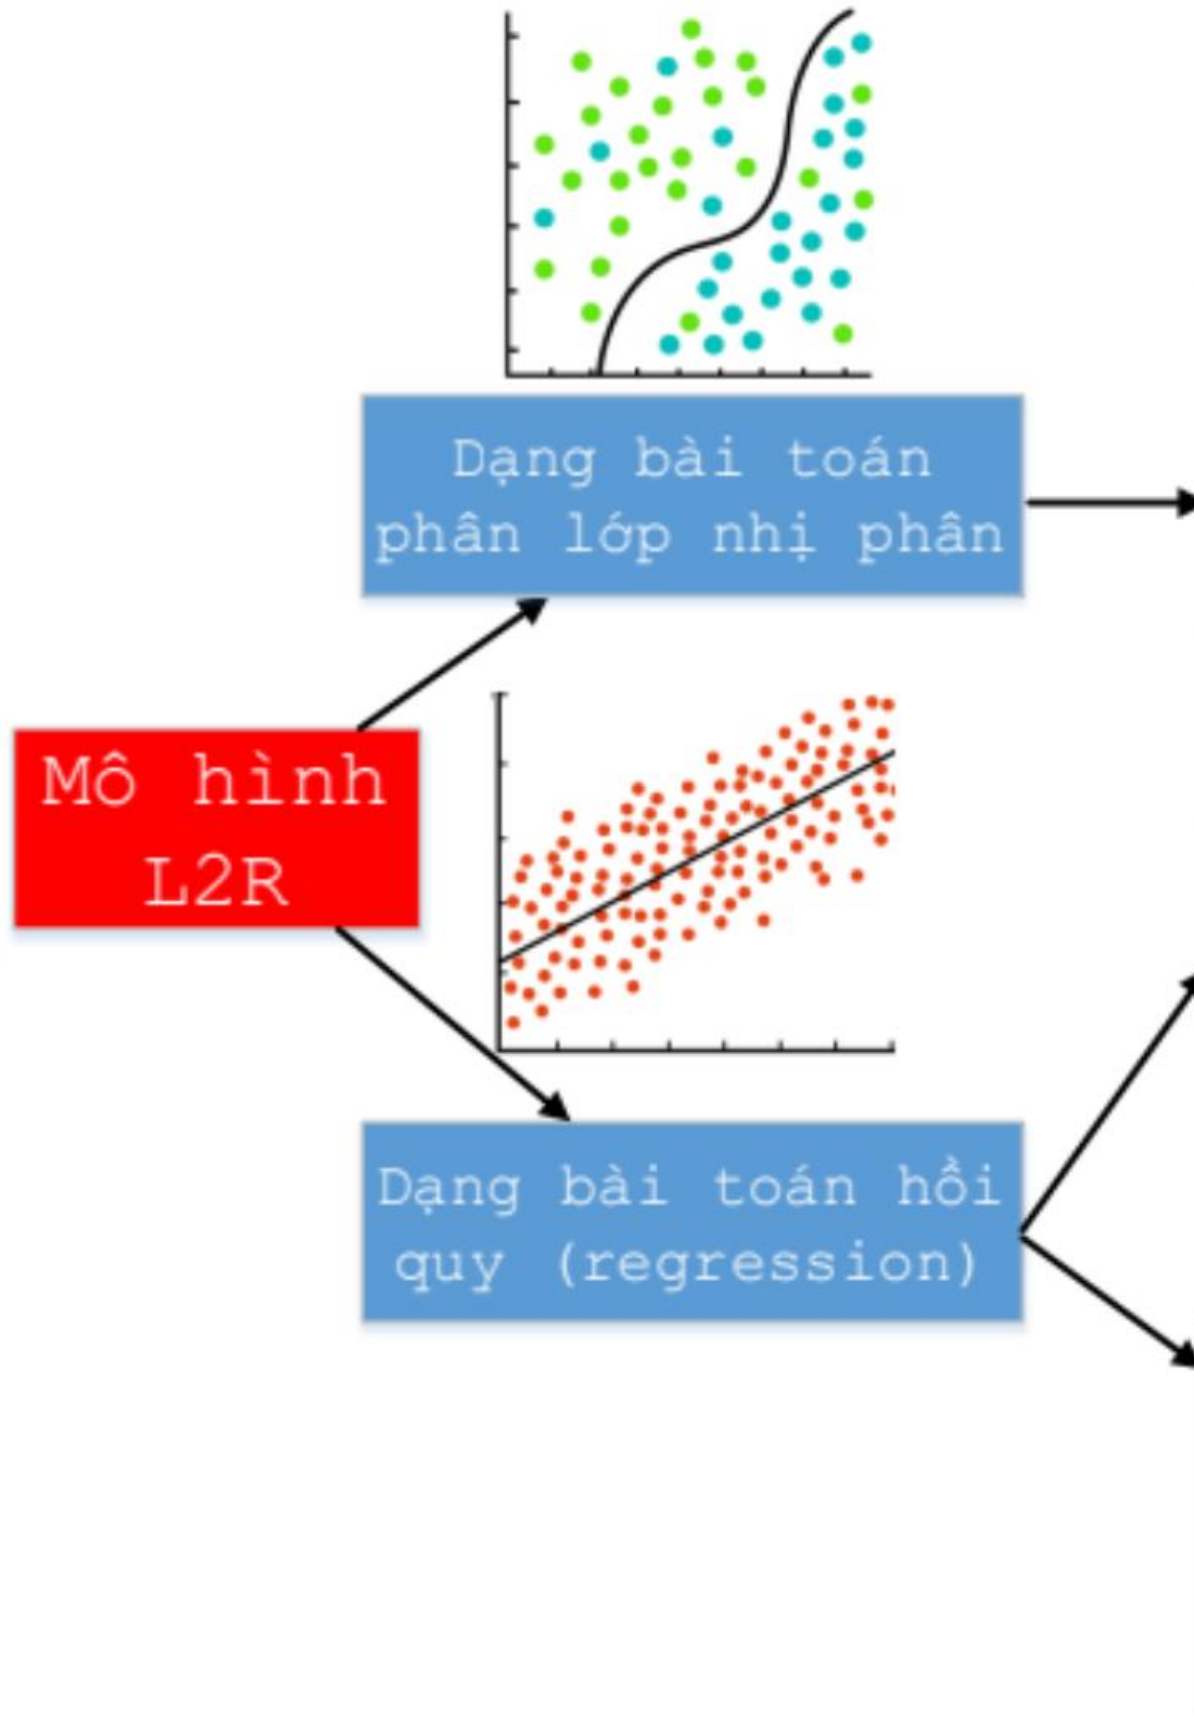 Dạng bài toán
phân lớp nhị phân
Mô hình
L2R
Dạng bài toán hồi
quy (regression)